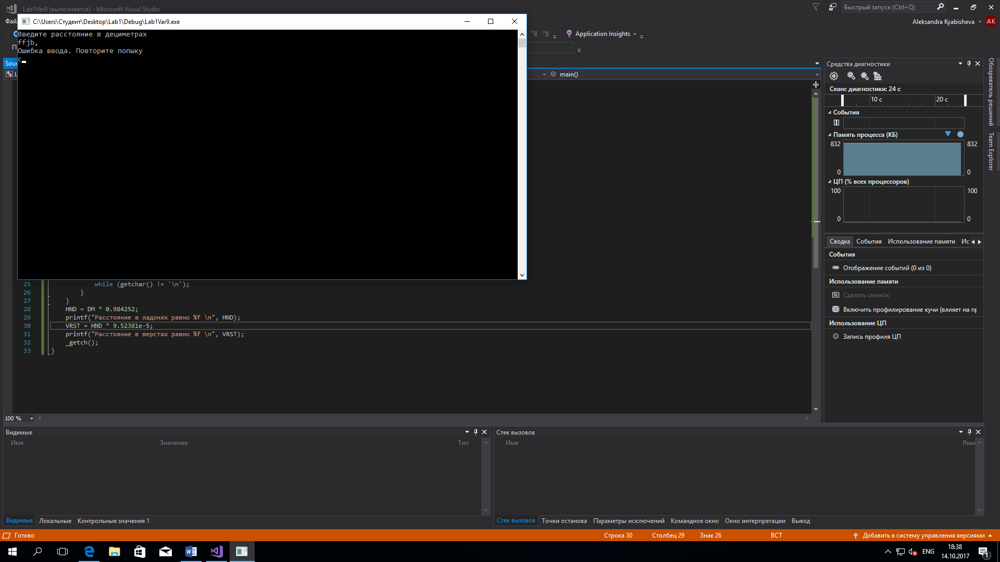 Lab1Var9 (выполняется) - Microsoft Visual Studio
Быстрый запуск (Ctrl+Q)
C:\Users\Студент\Desktop\Lab1\Debug\Lab1Var9.exe
Aleksandra Kyabisheva
AK
Application Insights
Введите расстояние в дециметрах
ffjb,
Ошибка ввода. Повторите попыку
с
main()
25 while (getchar() != '\n');
26 }
27 }
28 HND = DM * 0.984252;
29 printf("Расстояние в ладонях равно %f \n", HND);
30 VRST = HND * 9.52381e-5;
31 printf("Расстояние в верстах равно %f \n", VRST);
32 _getch();
33 }
100 %
Средства диагностики
Сеанс диагностики: 24 с
10 с 20 с
События
Память процесса (КБ)
832 832
0 0
ЦП (% всех процессоров)
100 100
0 0
Сводка События Использование памяти Ис
События
Отображение событий (0 из 0)
Использование памяти
Сделать снимок
Включить профилирование кучи (влияет на пр
Использование ЦП
Запись профиля ЦП
Обозреватель решений
Team Explorer
Видимые
Имя Значение Тип
Видимые Локальные Контрольные значения 1
Стек вызовов
Имя Язык
Стек вызовов Точки останова Параметры исключений Командное окно Окно интерпретации Вывод
Готово Строка 30 Столбец 29 Знак 26 ВСТ Добавить в систему управления версиями
ENG
18:38
14.10.2017
1